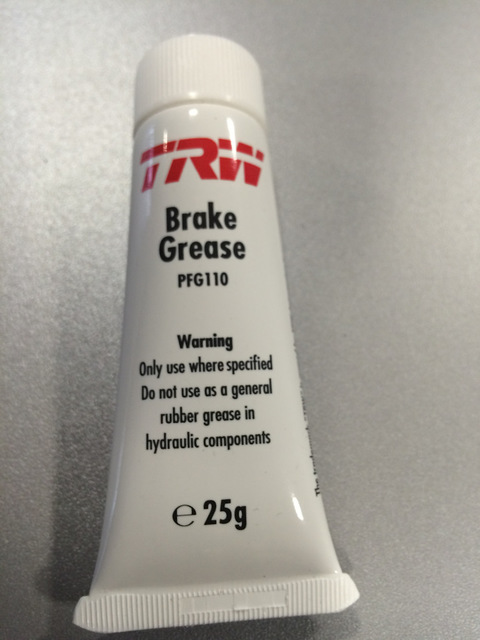 TRW
Brake
Grease
PFG110
Warning
Only use where specified
Do not use as a general
rubber grease in
hydraulic components
℮ 25g